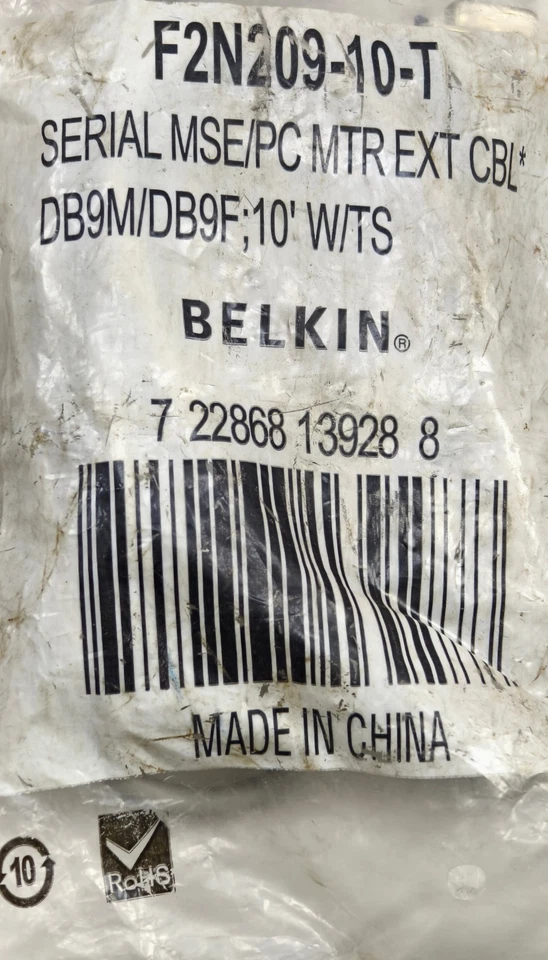 F2N209-10-T
SERIAL MSE/PC MTR EXT CBL*
DB9M/DB9F;10' W/TS
BELKIN®
7 22868 13928 8
MADE IN CHINA
10
RoHS